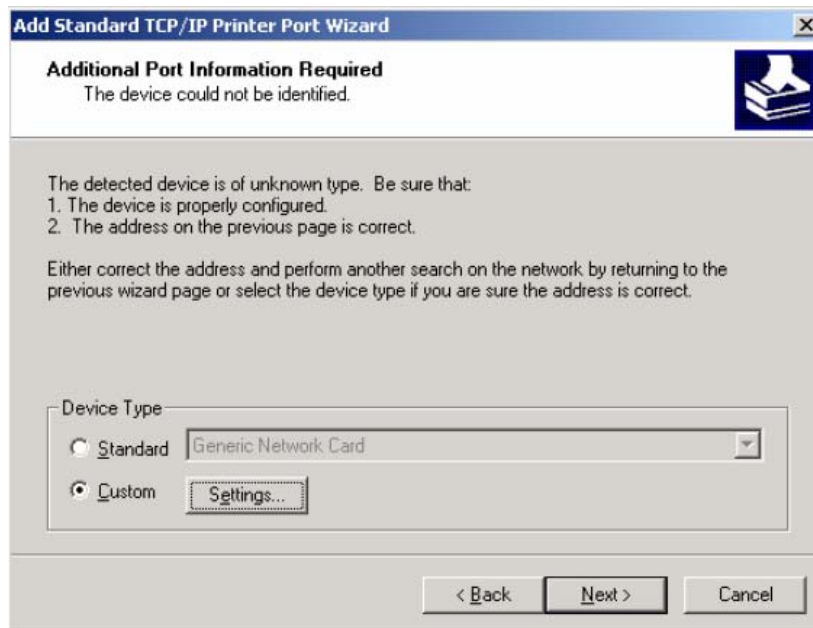 Add Standard TCP/IP Printer Port Wizard
Additional Port Information Required
The device could not be identified.
The detected device is of unknown type.  Be sure that:
1. The device is properly configured.
2.  The address on the previous page is correct.
Either correct the address and perform another search on the network by returning to the
previous wizard page or select the device type if you are sure the address is correct.
Device Type
Standard
Generic Network Card
Custom
Settings...
< Back
Next >
Cancel